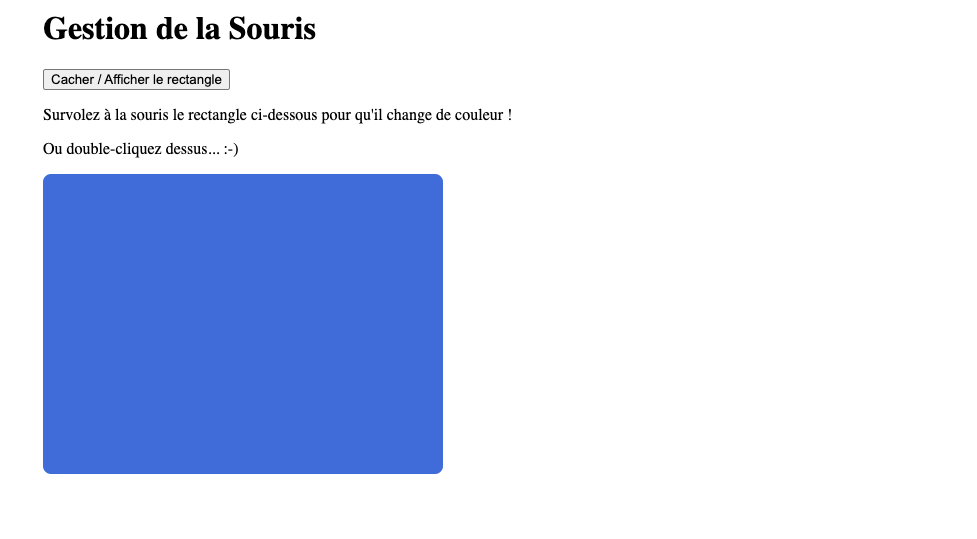 Gestion de la Souris
Cacher / Afficher le rectangle
Survolez à la souris le rectangle ci-dessous pour qu'il change de couleur !
Ou double-cliquez dessus... :-)